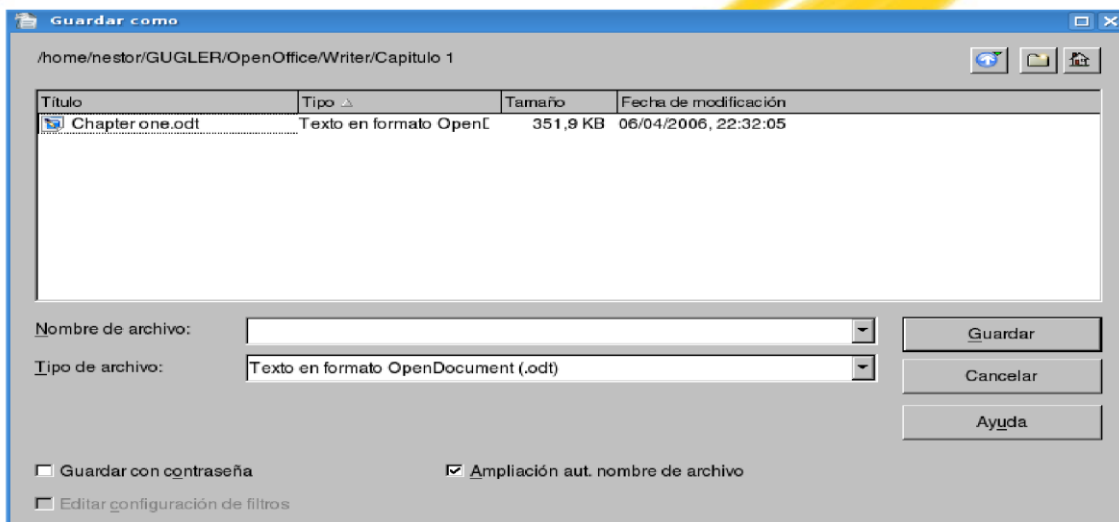 Guardar como
/home/nestor/GUGLER/OpenOffice/Writer/Capitulo 1
Título Tipo Tamaño Fecha de modificación
Chapter one.odt Texto en formato Open 351,9 KB 06/04/2006, 22:32:05
Nombre de archivo:
Guardar
Tipo de archivo: Texto en formato OpenDocument (.odt)
Cancelar
Ayuda
Guardar con contraseña Ampliación aut. nombre de archivo
Editar configuración de filtros